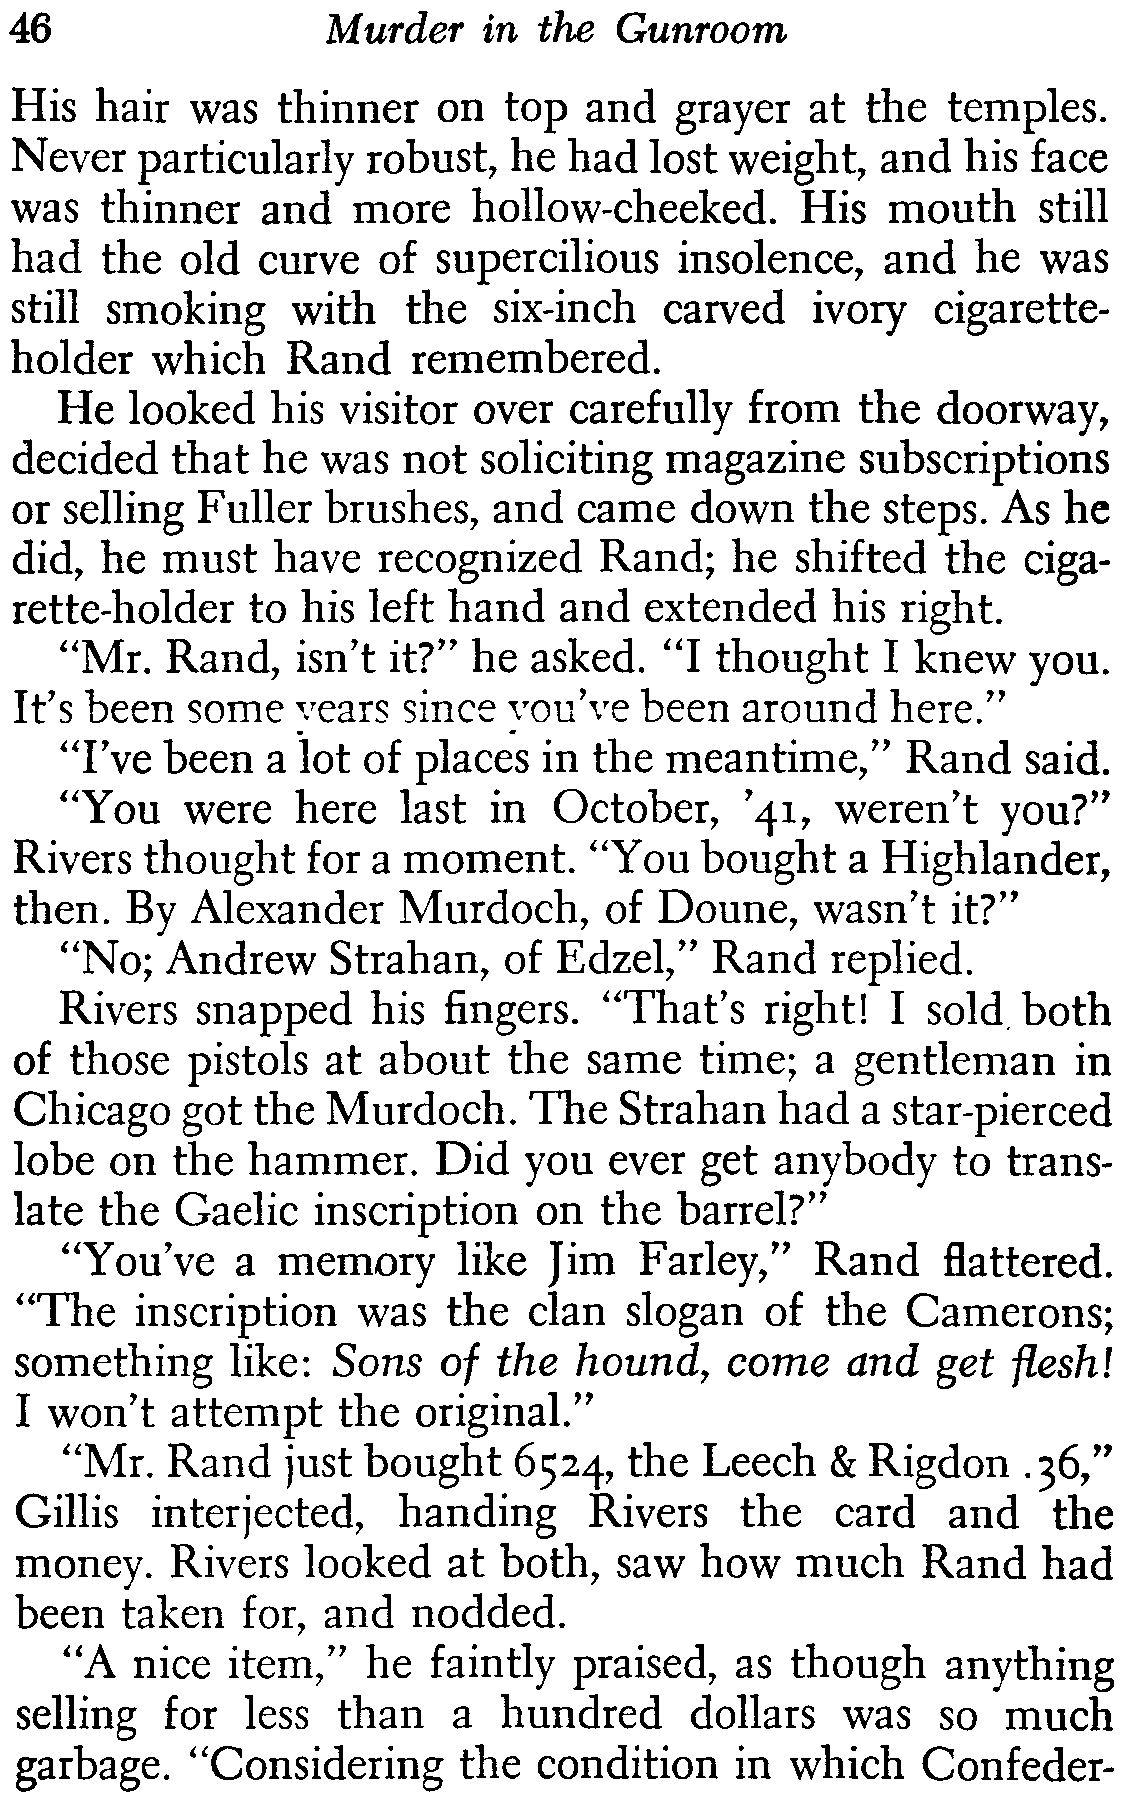 46 Murder in the Gunroom
His hair was thinner on top and grayer at the temples.
Never particularly robust, he had lost weight, and his face
was thinner and more hollow-cheeked. His mouth still
had the old curve of supercilious insolence, and he was
still smoking with the six-inch carved ivory cigarette-
holder which Rand remembered.
He looked his visitor over carefully from the doorway,
decided that he was not soliciting magazine subscriptions
or selling Fuller brushes, and came down the steps. As he
did, he must have recognized Rand; he shifted the ciga-
rette-holder to his left hand and extended his right.
“Mr. Rand, isn’t it?” he asked. “I thought I knew you.
It’s been some years since you’ve been around here.”
“I’ve been a lot of places in the meantime,” Rand said.
“You were here last in October, ’41, weren’t you?”
Rivers thought for a moment. “You bought a Highlander,
then. By Alexander Murdoch, of Doune, wasn’t it?”
“No; Andrew Strahan, of Edzel,” Rand replied.
Rivers snapped his fingers. “That’s right! I sold both
of those pistols at about the same time; a gentleman in
Chicago got the Murdoch. The Strahan had a star-pierced
lobe on the hammer. Did you ever get anybody to trans-
late the Gaelic inscription on the barrel?”
“You’ve a memory like Jim Farley,” Rand flattered.
“The inscription was the clan slogan of the Camerons;
something like: Sons of the hound, come and get flesh!
I won’t attempt the original.”
“Mr. Rand just bought 6524, the Leech & Rigdon .36,”
Gillis interjected, handing Rivers the card and the
money. Rivers looked at both, saw how much Rand had
been taken for, and nodded.
“A nice item,” he faintly praised, as though anything
selling for less than a hundred dollars was so much
garbage. “Considering the condition in which Confeder-